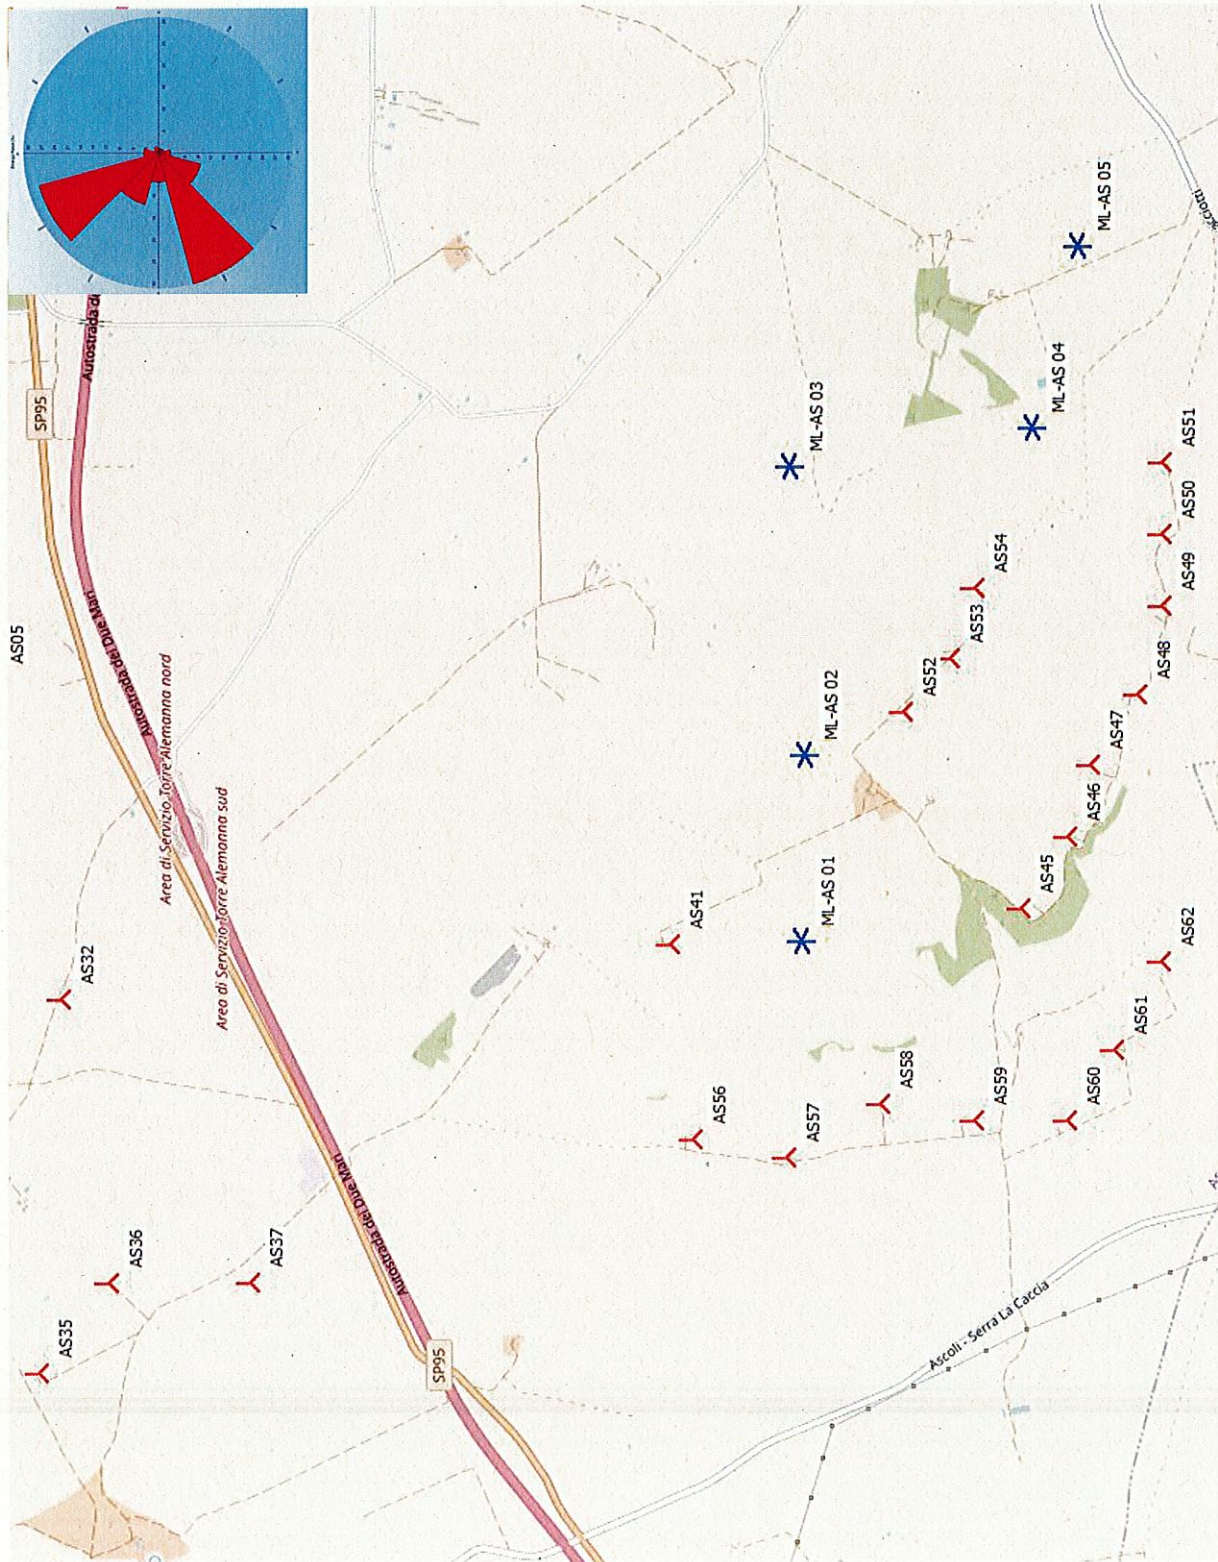 SP95
Autostrada de
AS05
Autostrada dei Due Mari
Area di Servizio Torre Alemanna nord
Area di Servizio Torre Alemanna sud
AS32
AS36
AS35
AS37
Autostrada dei Due Mari
SP95
AS41
AS56
AS57
AS58
AS59
AS60
AS61
AS62
ML-AS 01
ML-AS 02
ML-AS 03
ML-AS 04
ML-AS 05
AS45
AS46
AS47
AS48
AS49
AS50
AS51
AS52
AS53
AS54
Ascoli - Serra La Caccia